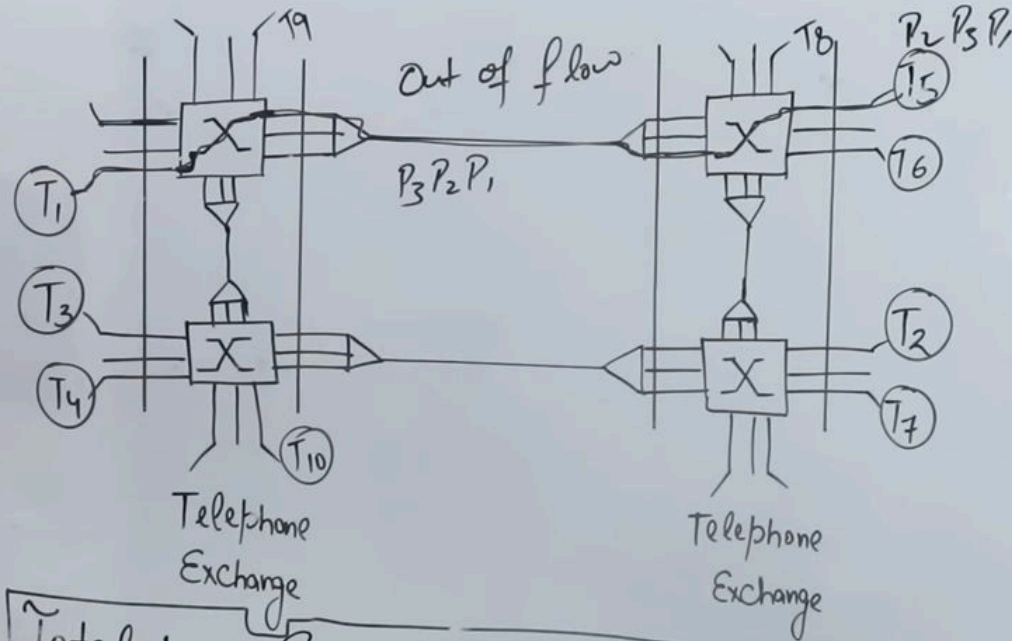 T9
Out of flow
T8
P2 P3 P1
T5
T1
P3 P2 P1
T6
T3
T4
T2
T7
T10
Telephone
Exchange
Telephone
Exchange